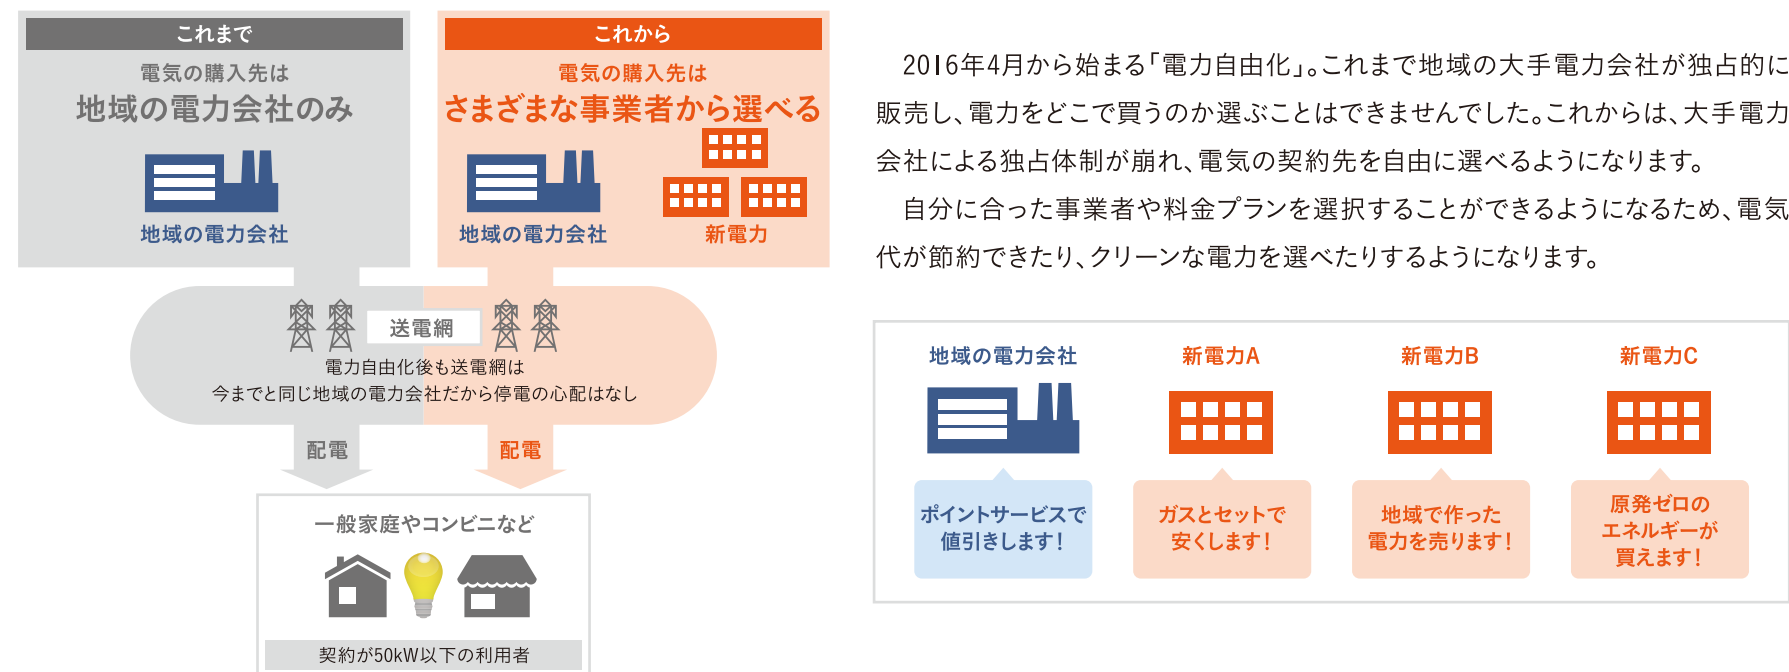 これまで
電気の購入先は
地域の電力会社のみ
地域の電力会社
これから
電気の購入先は
さまざまな事業者から選べる
地域の電力会社
新電力
送電網
電力自由化後も送電網は
今までと同じ地域の電力会社だから停電の心配はなし
配電
配電
一般家庭やコンビニなど
契約が50kW以下の利用者
2016年4月から始まる「電力自由化」。これまで地域の大手電力会社が独占的に
販売し、電力をどこで買うのか選ぶことはできませんでした。これからは、大手電力
会社による独占体制が崩れ、電気の契約先を自由に選べるようになります。
自分に合った事業者や料金プランを選択することができるようになるため、電気
代が節約できたり、クリーンな電力を選べたりするようになります。
地域の電力会社
ポイントサービスで
値引きします!
新電力A
ガスとセットで
安くします!
新電力B
地域で作った
電力を売ります!
新電力C
原発ゼロの
エネルギーが
買えます!